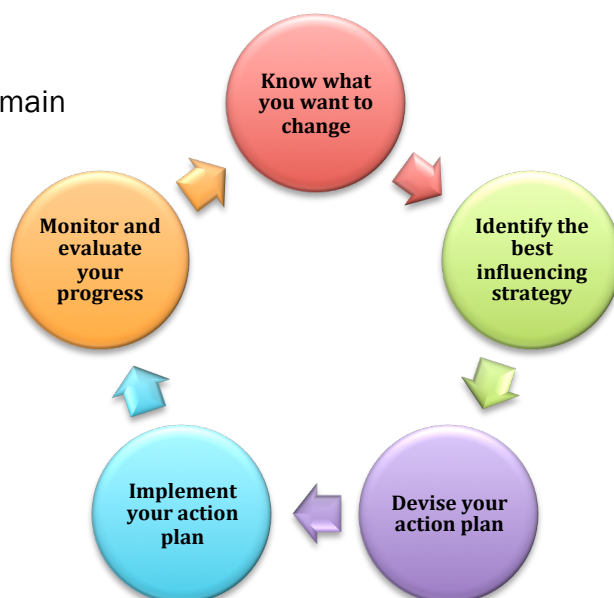 main
Know what
you want to
change
Identify the
best
influencing
strategy
Devise your
action plan
Implement
your action
plan
Monitor and
evaluate
your
progress